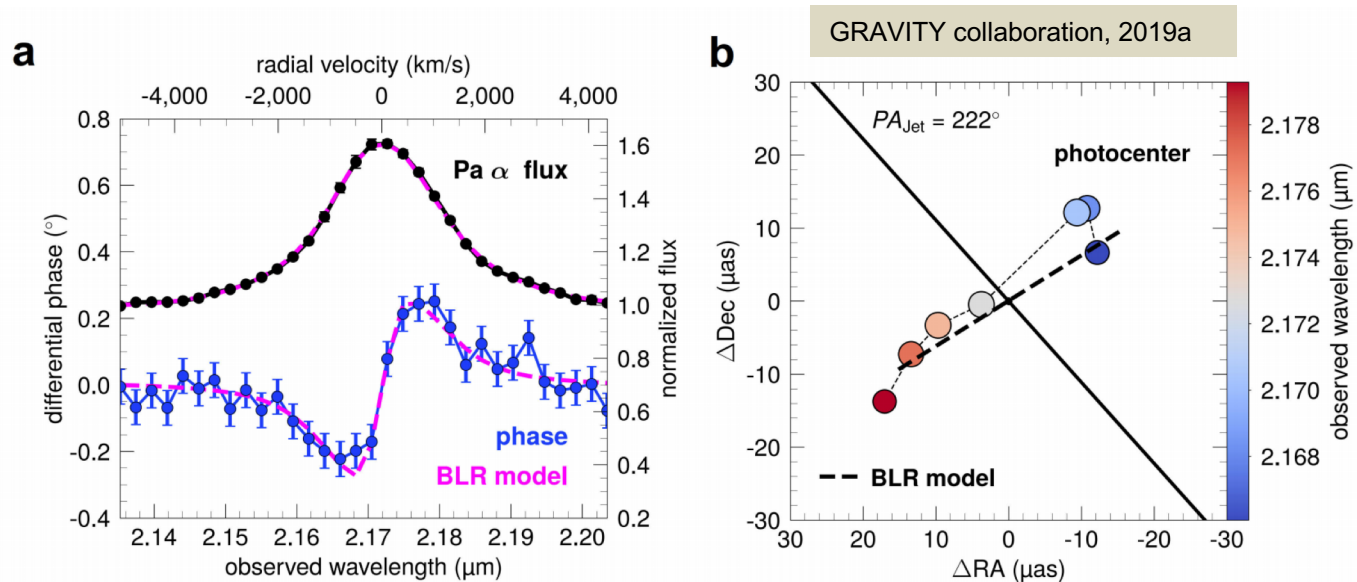 GRAVITY collaboration, 2019a
a
radial velocity (km/s)
-4,000 -2,000 0 2,000 4,000
0.8
0.6
0.4
0.2
0.0
-0.2
-0.4
differential phase (°)
Pa α flux
phase
BLR model
1.6
1.4
1.2
1.0
0.8
0.6
0.4
0.2
normalized flux
2.14 2.15 2.16 2.17 2.18 2.19 2.20
observed wavelength (μm)
b
30
20
10
0
-10
-20
-30
ΔDec (μas)
PAJet = 222°
photocenter
BLR model
30 20 10 0 -10 -20 -30
ΔRA (μas)
2.178
2.176
2.174
2.172
2.170
2.168
observed wavelength (μm)